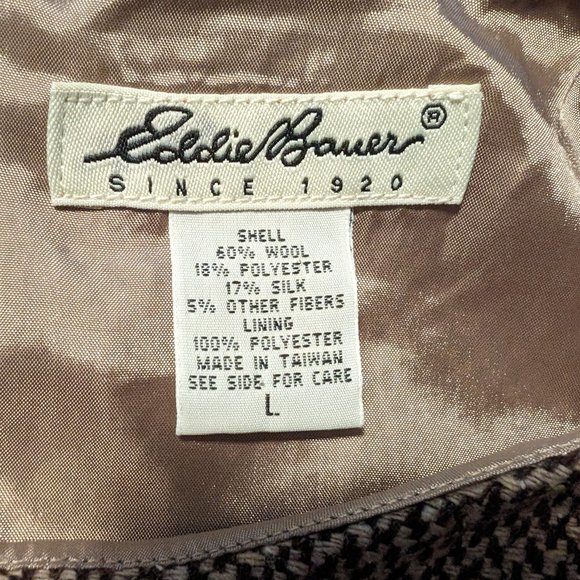 Eddie Bauer ®
SINCE 1920
SHELL
60% WOOL
18% POLYESTER
17% SILK
5% OTHER FIBERS
LINING
100% POLYESTER
MADE IN TAIWAN
SEE SIDE FOR CARE
L